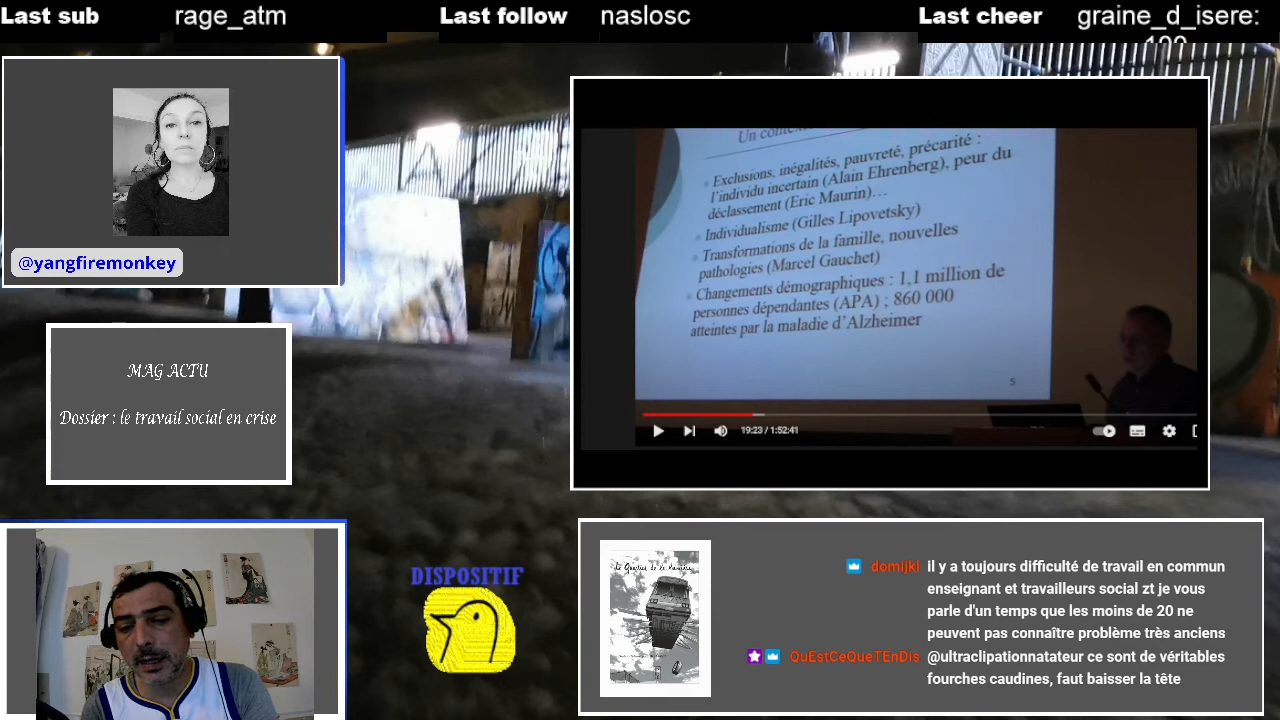 Last sub
rage_atm
Last follow
naslosc
Last cheer
graine_d_isere:
@yangfiremonkey
Exclusions, inégalités, pauvreté, précarité :
l'individu incertain (Alain Ehrenberg), peur du
déclassement (Eric Maurin)…
Individualisme (Gilles Lipovetsky)
Transformations de la famille, nouvelles
pathologies (Marcel Gauchet)
Changements démographiques : 1,1 million de
personnes dépendantes (APA) ; 860 000
atteintes par la maladie d'Alzheimer
5
19:23 / 1:52:41
MAG ACTU
Dossier : le travail social en crise
DISPOSITIF
domijkl il y a toujours difficulté de travail en commun
enseignant et travailleurs social zt je vous
parle d'un temps que les moins de 20 ne
peuvent pas connaître problème très anciens
QuEstCeQueTEnDis @ultraclipationnatateur ce sont de véritables
fourches caudines, faut baisser la tête